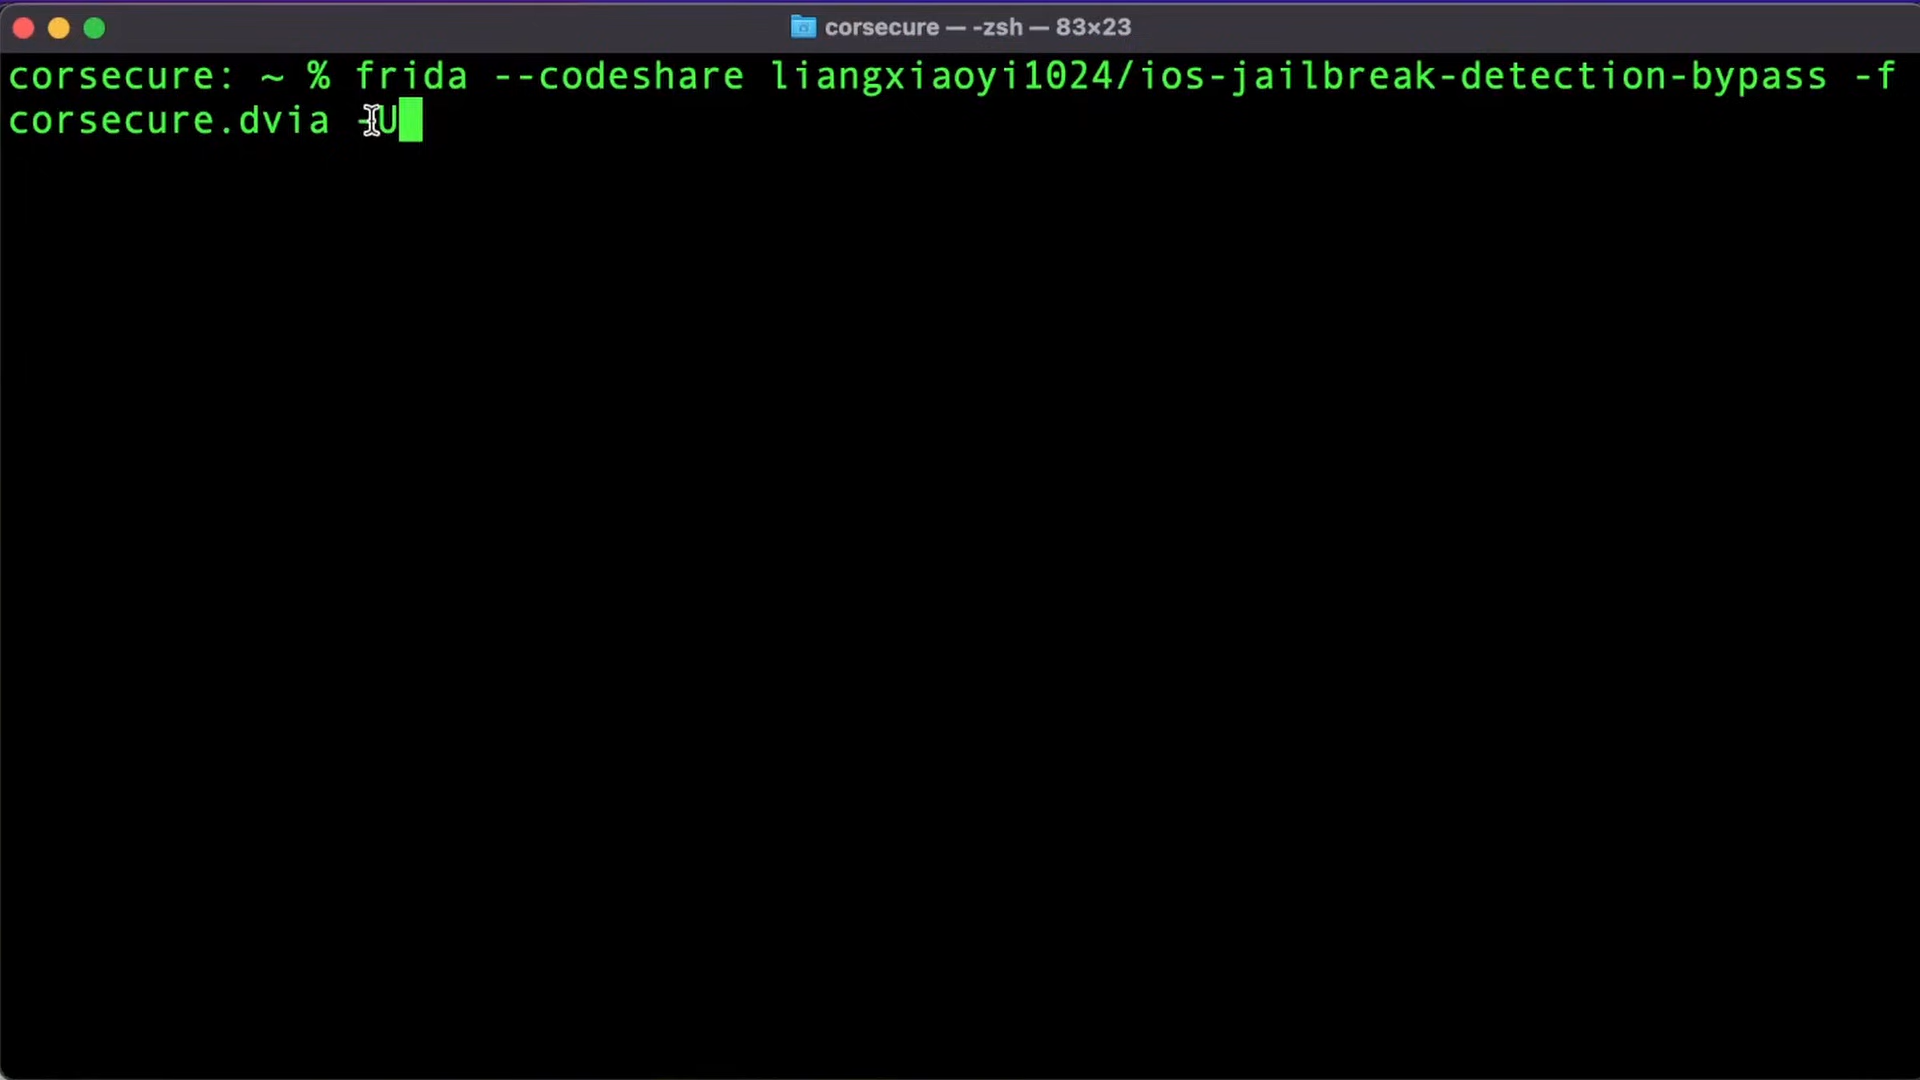 corsecure — -zsh — 83×23
corsecure: ~ % frida --codeshare liangxiaoyi1024/ios-jailbreak-detection-bypass -f
corsecure.dvia -U